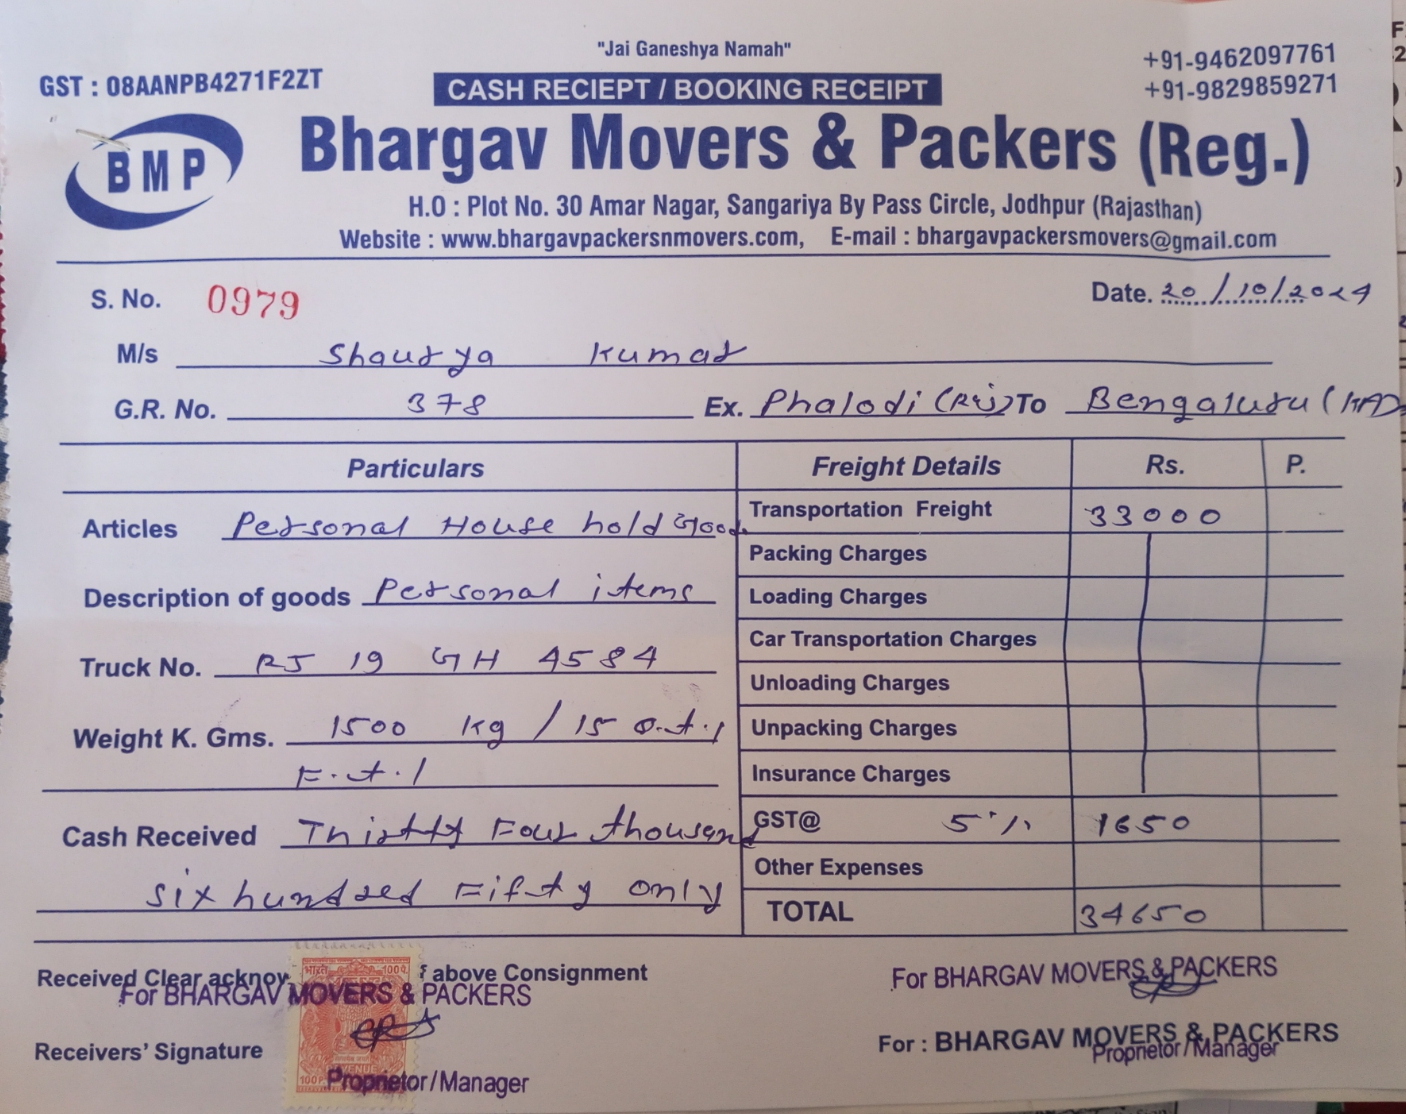 "Jai Ganeshya Namah"
GST : 08AANPB4271F2ZT
+91-9462097761
+91-9829859271
CASH RECIEPT / BOOKING RECEIPT
BMP
Bhargav Movers & Packers (Reg.)
H.O : Plot No. 30 Amar Nagar, Sangariya By Pass Circle, Jodhpur (Rajasthan)
Website : www.bhargavpackersnmovers.com, E-mail : bhargavpackersmovers@gmail.com
S. No. 0979 Date. 20/10/2024
M/s Shaurya Kumar
G.R. No. 378 Ex. Phalodi (Raj) To Bengaluru (KA)
Particulars Freight Details Rs. P.
Articles Personal House hold Goods
Transportation Freight 33000
Packing Charges
Description of goods Personal items
Loading Charges
Car Transportation Charges
Truck No. RJ 19 GH 4584
Unloading Charges
Weight K. Gms. 1500 kg / 15 o.t.
Unpacking Charges
F.t.l
Insurance Charges
Cash Received Thirtty Four thousand
GST@ 5% 1650
Other Expenses
six hundred Fifty only
TOTAL 34650
Received Clear acknov f above Consignment
For BHARGAV MOVERS & PACKERS
भारत 100P.
For BHARGAV MOVERS & PACKERS
Receivers' Signature
REVENUE
100P
Proprietor/Manager
For : BHARGAV MOVERS & PACKERS
Proprietor/Manager